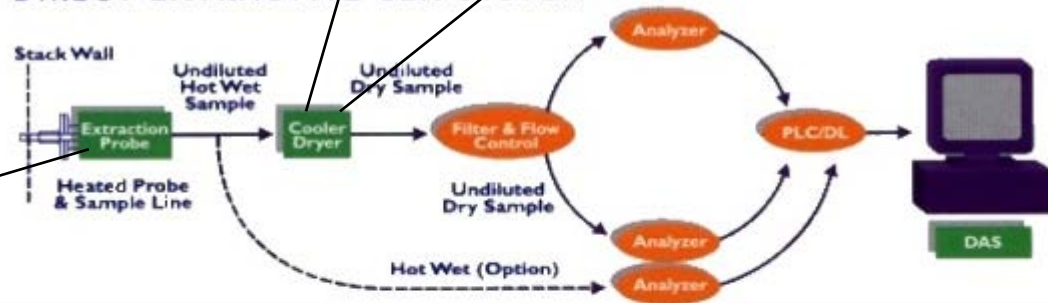 Stack Wall
Undiluted
Hot Wet
Sample
Undiluted
Dry Sample
Analyzer
Extraction
Probe
Cooler
Dryer
Filter & Flow
Control
PLC/DL
Heated Probe
& Sample Line
Undiluted
Dry Sample
Analyzer
Hot Wet (Option)
Analyzer
DAS